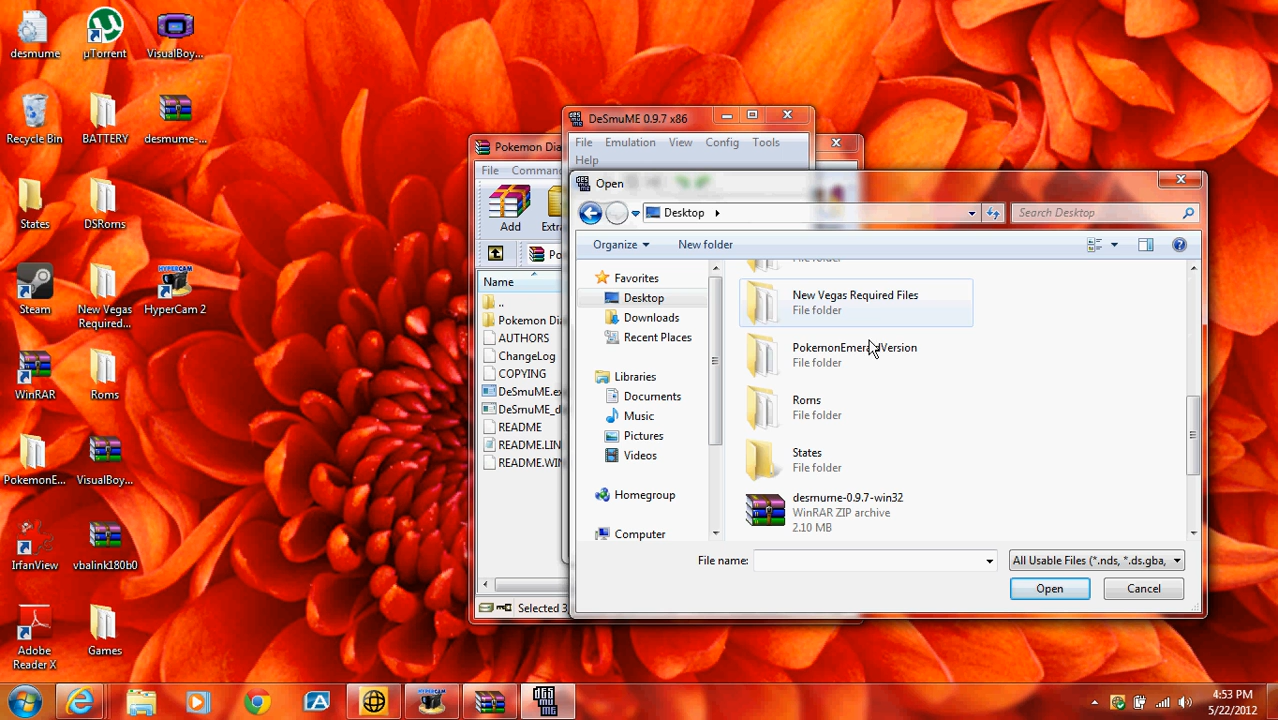 desmume
µTorrent
VisualBoy...
Recycle Bin
BATTERY
desmume-...
States
DSRoms
Steam
New Vegas
Required...
HyperCam 2
HYPERCAM
WinRAR
Roms
PokemonE...
VisualBoy...
IrfanView
vbalink180b0
Adobe
Reader X
Games
Pokemon Dia
File
Comman
Add
Extra
Name
..
Pokemon Di
AUTHORS
ChangeLog
COPYING
DeSmuME.ex
DeSmuME_d
README
README.LIN
README.WIN
Selected 3
DeSmuME 0.9.7 x86
File Emulation View Config Tools
Help
Open
Desktop
Search Desktop
Organize
New folder
Favorites
Desktop
Downloads
Recent Places
Libraries
Documents
Music
Pictures
Videos
Homegroup
Computer
File folder
New Vegas Required Files
File folder
PokemonEmeraldVersion
File folder
Roms
File folder
States
File folder
desmume-0.9.7-win32
WinRAR ZIP archive
2.10 MB
File name:
All Usable Files (*.nds, *.ds.gba,
Open
Cancel
4:53 PM
5/22/2012